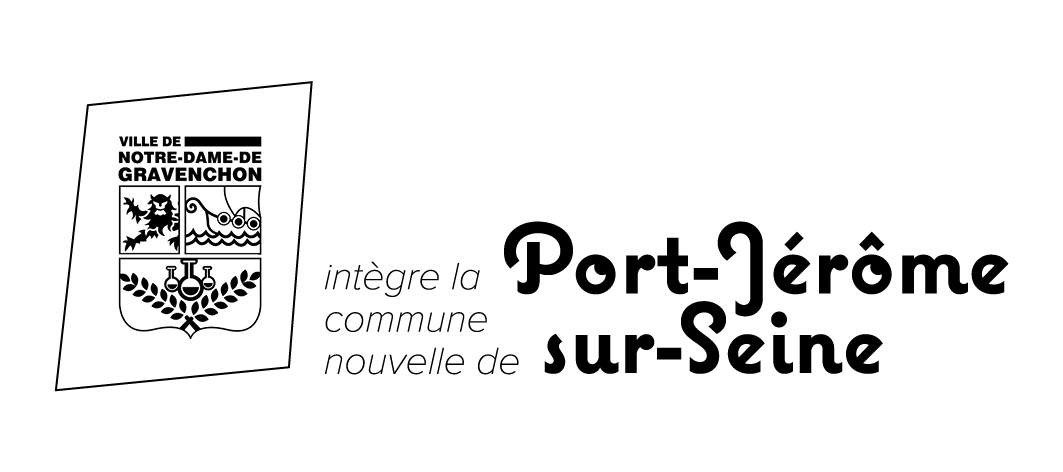 VILLE DE
NOTRE-DAME-DE
GRAVENCHON
intègre la Port-Jérôme
commune
nouvelle de sur-Seine